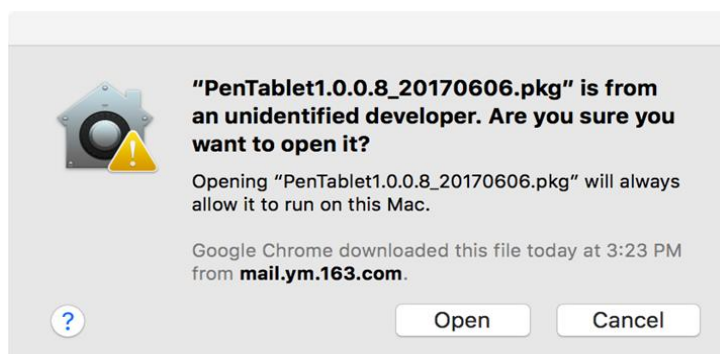 “PenTablet1.0.0.8_20170606.pkg” is from
an unidentified developer. Are you sure you
want to open it?
Opening “PenTablet1.0.0.8_20170606.pkg” will always
allow it to run on this Mac.
Google Chrome downloaded this file today at 3:23 PM
from mail.ym.163.com.
?
Open
Cancel